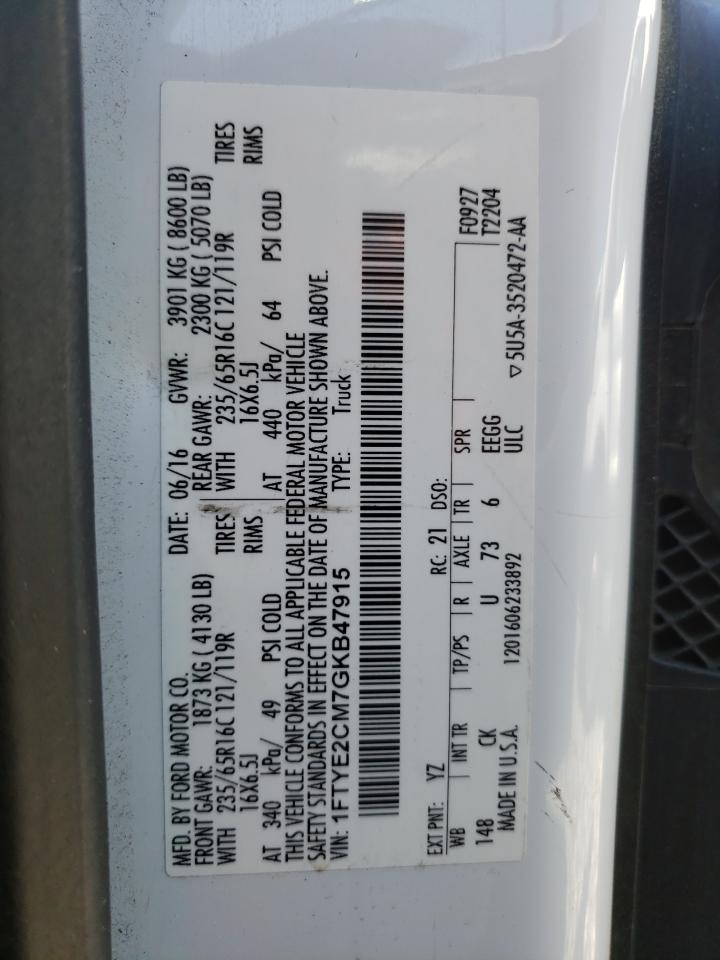 MFD. BY FORD MOTOR CO. DATE: 06/16 GVWR: 3901 KG ( 8600 LB)
FRONT GAWR: 1873 KG ( 4130 LB) REAR GAWR: 2300 KG ( 5070 LB)
WITH 235/65R16C 121/119R TIRES WITH 235/65R16C 121/119R TIRES
16X6.5J RIMS 16X6.5J RIMS
AT 340 kPa/ 49 PSI COLD AT 440 kPa/ 64 PSI COLD
THIS VEHICLE CONFORMS TO ALL APPLICABLE FEDERAL MOTOR VEHICLE
SAFETY STANDARDS IN EFFECT ON THE DATE OF MANUFACTURE SHOWN ABOVE.
VIN: 1FTYE2CM7GKB47915 TYPE: Truck
EXT PNT: YZ RC: 21 DSO:
WB INT TR TP/PS R AXLE TR SPR F0927
148 CK U 73 6 EEGG T2204
MADE IN U.S.A. 1201606233892 ULC ▽5U5A-3520472-AA